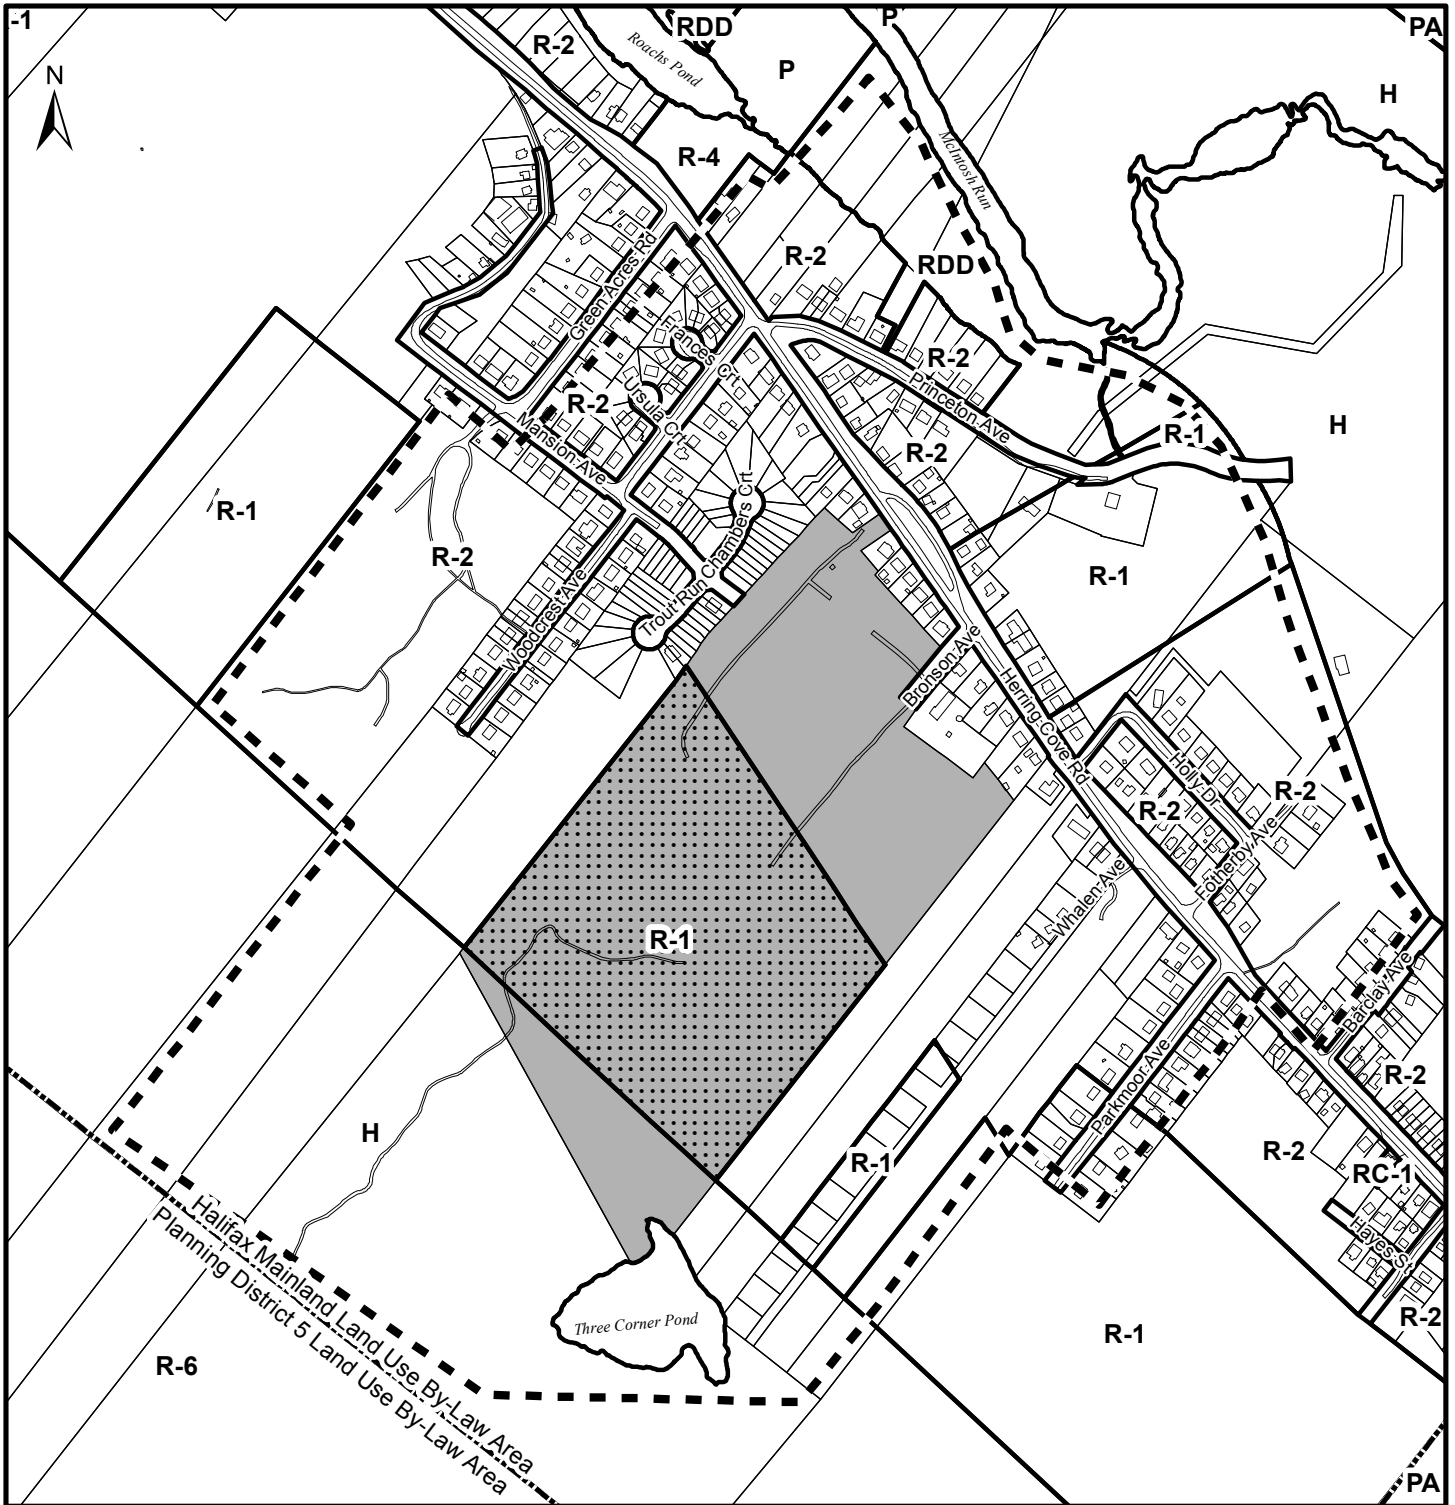 -1
RDD
P
PA
R-2
Roachs Pond
P
N
H
R-4
McIntosh Run
R-2
RDD
Green Acres Rd
Frances Crt
R-2
Princeton Ave
Ursula Crt
R-2
Mansion Ave
R-2
R-1
H
R-1
Chambers Crt
R-2
R-1
Woodcrest Ave
Trout Run
Bronson Ave
Herring Cove Rd
Holly Dr
R-2
R-2
Fotherby Ave
Whalen Ave
R-1
Barclay Ave
Parkmoor Ave
R-2
H
R-1
R-2
RC-1
Hayes St
Halifax Mainland Land Use By-Law Area
Planning District 5 Land Use By-Law Area
Three Corner Pond
R-2
R-1
R-6
PA